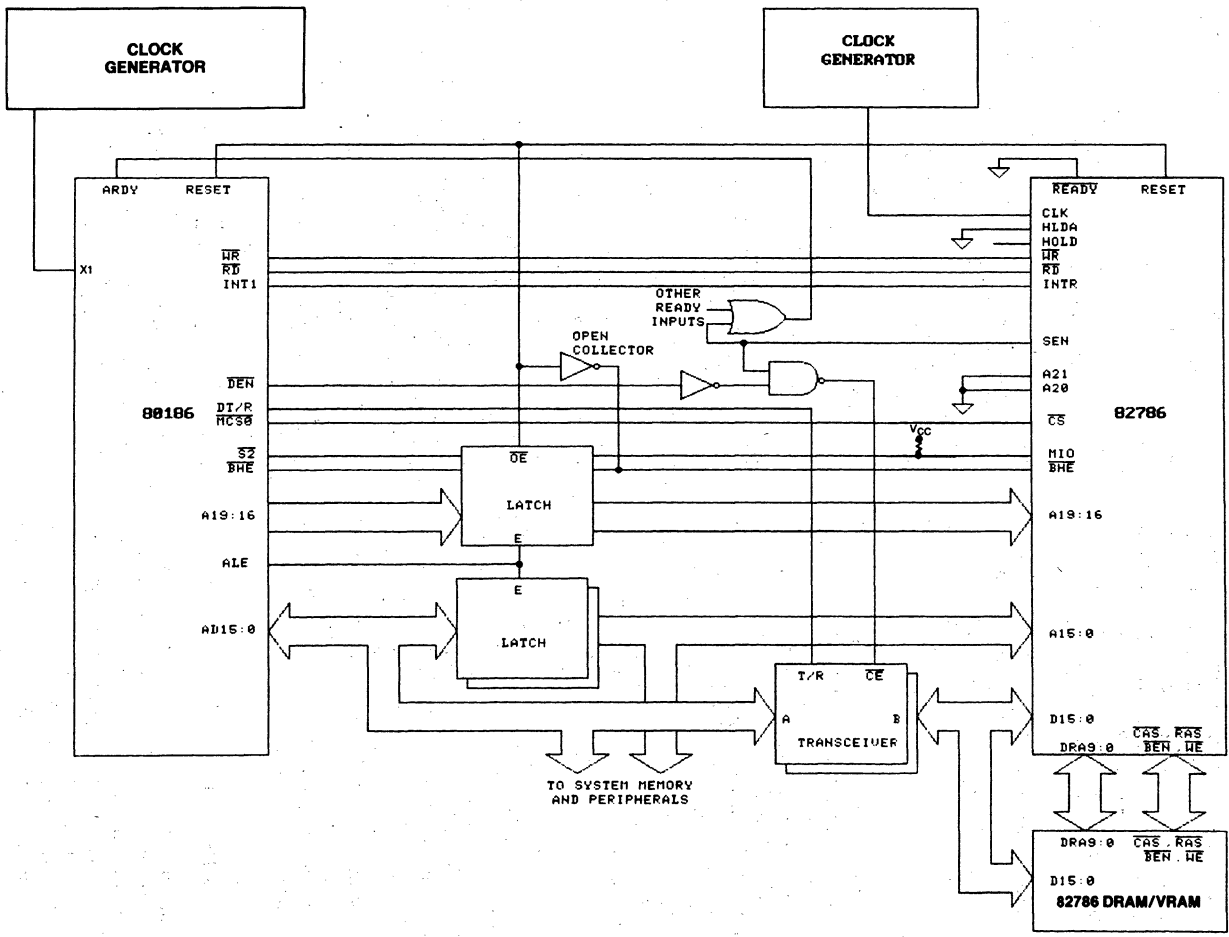 CLOCK
GENERATOR
CLOCK
GENERATOR
ARDY
RESET
READY
RESET
X1
WR
RD
INT1
DEN
80186
DT/R
MCS0
S2
BHE
A19:16
ALE
AD15:0
OTHER
READY
INPUTS
OPEN
COLLECTOR
OE
LATCH
E
E
LATCH
TO SYSTEM MEMORY
AND PERIPHERALS
VCC
T/R
CE
A
B
TRANSCEIVER
CLK
HLDA
HOLD
WR
RD
INTR
SEN
A21
A20
82786
CS
MIO
BHE
A19:16
A15:0
D15:0
DRA9:0
CAS, RAS
BEN, WE
DRA9:0
CAS, RAS
BEN, WE
D15:0
82786 DRAM/VRAM